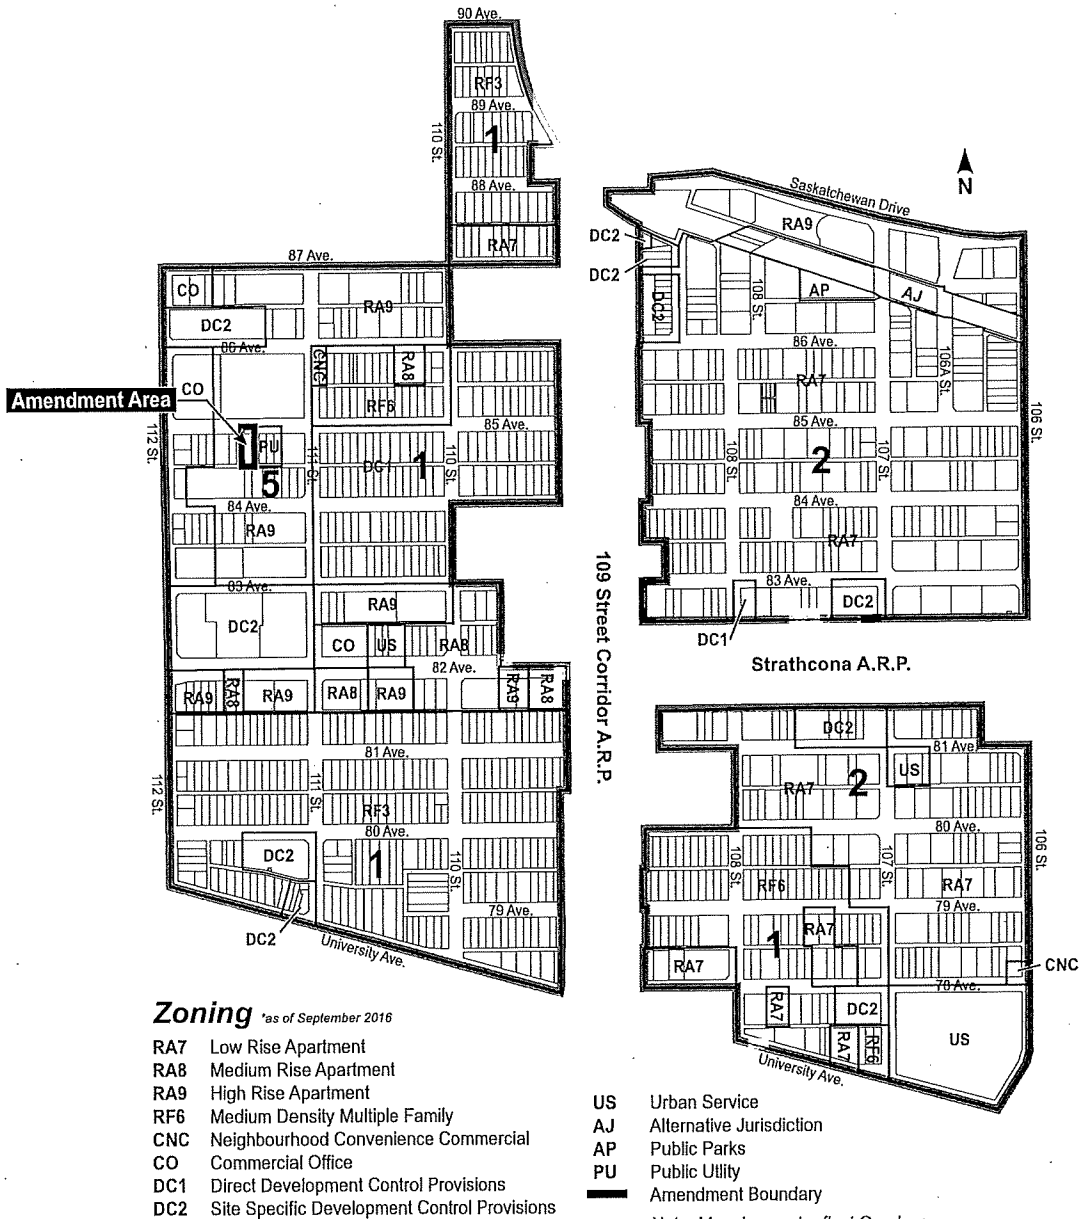 90 Ave.
RF3
89 Ave.
110 St.
1
88 Ave.
RA7
87 Ave.
CO
RA9
DC2
86 Ave.
CNC
RA8
CO
RF6
Amendment Area
85 Ave.
112 St.
PU
111 St.
DC1
1
110 St.
5
84 Ave.
RA9
83 Ave.
RA9
DC2
CO
US
RA8
82 Ave.
RA9
RA8
RA9
RA8
RA9
RA9
RA8
81 Ave.
112 St.
111 St.
RF3
80 Ave.
DC2
1
110 St.
79 Ave.
DC2
University Ave.
109 Street Corridor A.R.P.
N
Saskatchewan Drive
RA9
DC2
DC2
DC2
108 St.
AP
AJ
86 Ave.
106A St.
RA7
85 Ave.
106 St.
108 St.
2
107 St.
84 Ave.
RA7
83 Ave.
DC2
DC1
Strathcona A.R.P.
DC2
81 Ave.
US
RA7
2
80 Ave.
108 St.
107 St.
106 St.
RF6
RA7
79 Ave.
RA7
1
RA7
CNC
78 Ave.
RA7
DC2
US
RA7
RF6
University Ave.
Zoning *as of September 2016
RA7 Low Rise Apartment
RA8 Medium Rise Apartment
RA9 High Rise Apartment
RF6 Medium Density Multiple Family
CNC Neighbourhood Convenience Commercial
CO Commercial Office
DC1 Direct Development Control Provisions
DC2 Site Specific Development Control Provisions
US Urban Service
AJ Alternative Jurisdiction
AP Public Parks
PU Public Utlity
Amendment Boundary